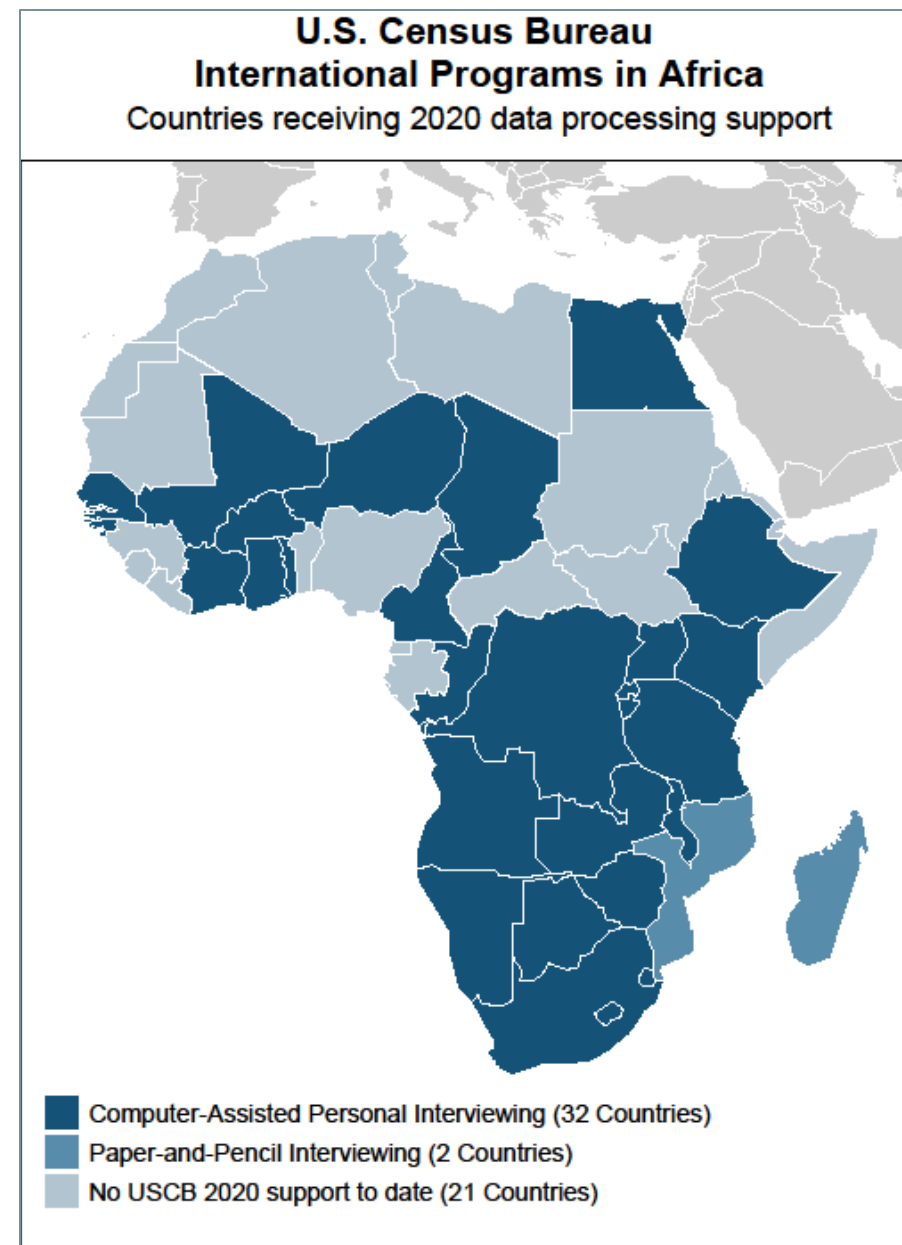 U.S. Census Bureau
International Programs in Africa
Countries receiving 2020 data processing support
Computer-Assisted Personal Interviewing (32 Countries)
Paper-and-Pencil Interviewing (2 Countries)
No USCB 2020 support to date (21 Countries)